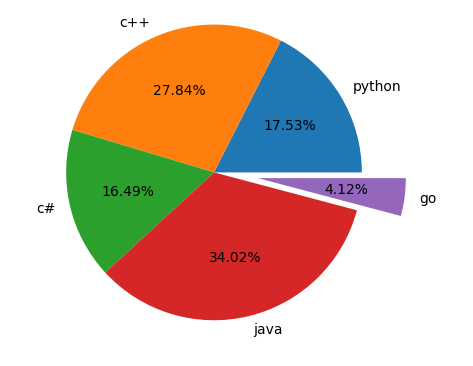 c++
27.84%
python
17.53%
4.12%
go
16.49%
c#
34.02%
java